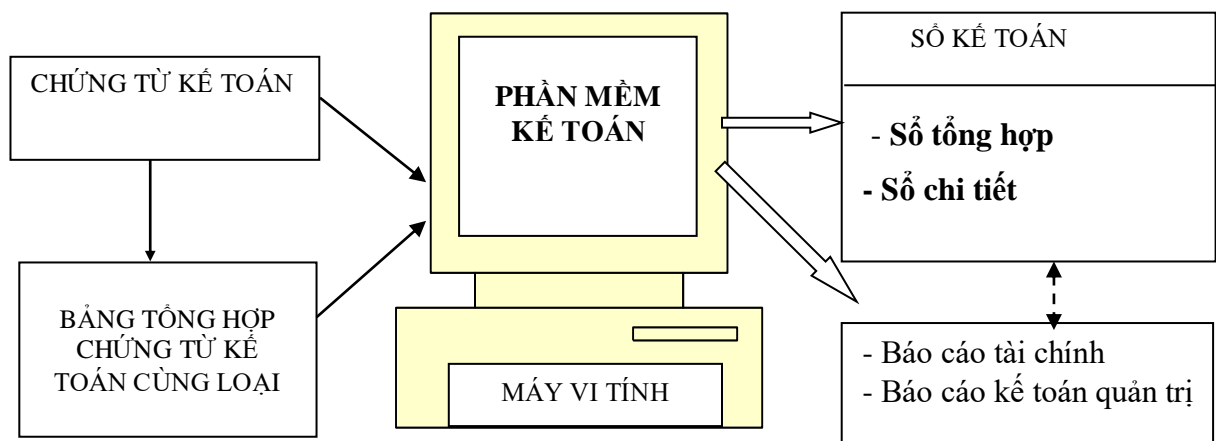 CHỨNG TỪ KẾ TOÁN
BẢNG TỔNG HỢP
CHỨNG TỪ KẾ
TOÁN CÙNG LOẠI
PHẦN MỀM
KẾ TOÁN
MÁY VI TÍNH
SỔ KẾ TOÁN
- Sổ tổng hợp
- Sổ chi tiết
- Báo cáo tài chính
- Báo cáo kế toán quản trị